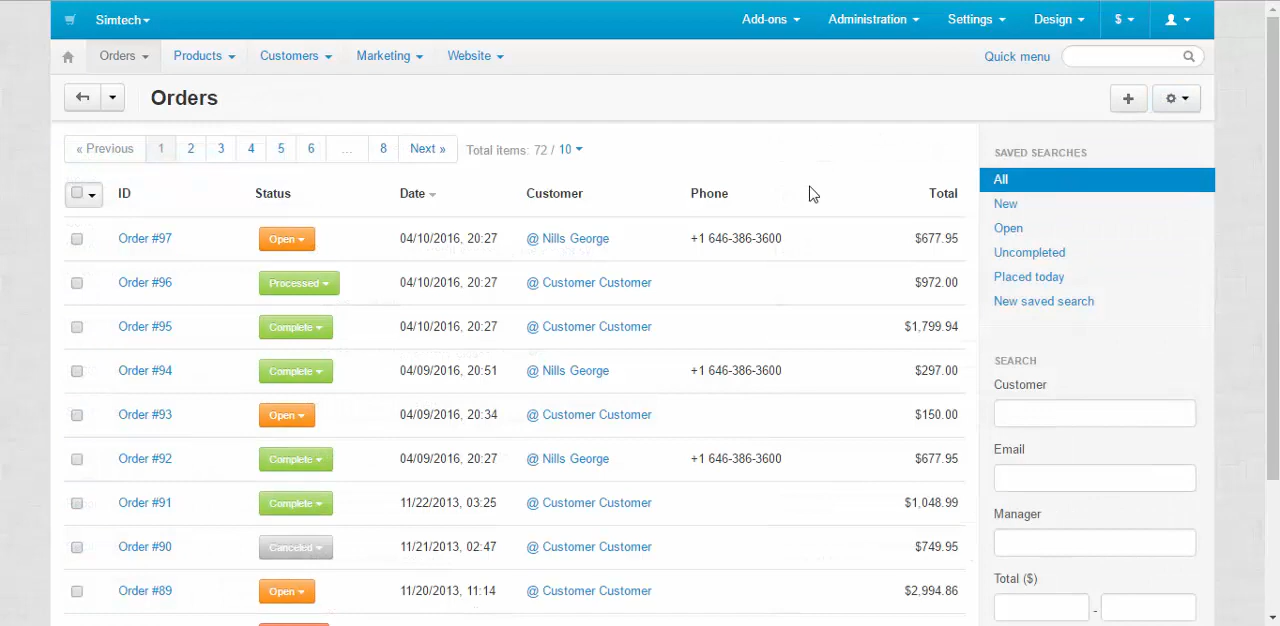 Simtech Add-ons Administration Settings Design $
Orders Products Customers Marketing Website Quick menu
Orders
« Previous 1 2 3 4 5 6 ... 8 Next » Total items: 72 / 10
ID Status Date Customer Phone Total
Order #97 Open 04/10/2016, 20:27 @ Nills George +1 646-386-3600 $677.95
Order #96 Processed 04/10/2016, 20:27 @ Customer Customer $972.00
Order #95 Complete 04/10/2016, 20:27 @ Customer Customer $1,799.94
Order #94 Complete 04/09/2016, 20:51 @ Nills George +1 646-386-3600 $297.00
Order #93 Open 04/09/2016, 20:34 @ Customer Customer $150.00
Order #92 Complete 04/09/2016, 20:27 @ Nills George +1 646-386-3600 $677.95
Order #91 Complete 11/22/2013, 03:25 @ Customer Customer $1,048.99
Order #90 Canceled 11/21/2013, 02:47 @ Customer Customer $749.95
Order #89 Open 11/20/2013, 11:14 @ Customer Customer $2,994.86
SAVED SEARCHES
All
New
Open
Uncompleted
Placed today
New saved search
SEARCH
Customer
Email
Manager
Total ($)
-